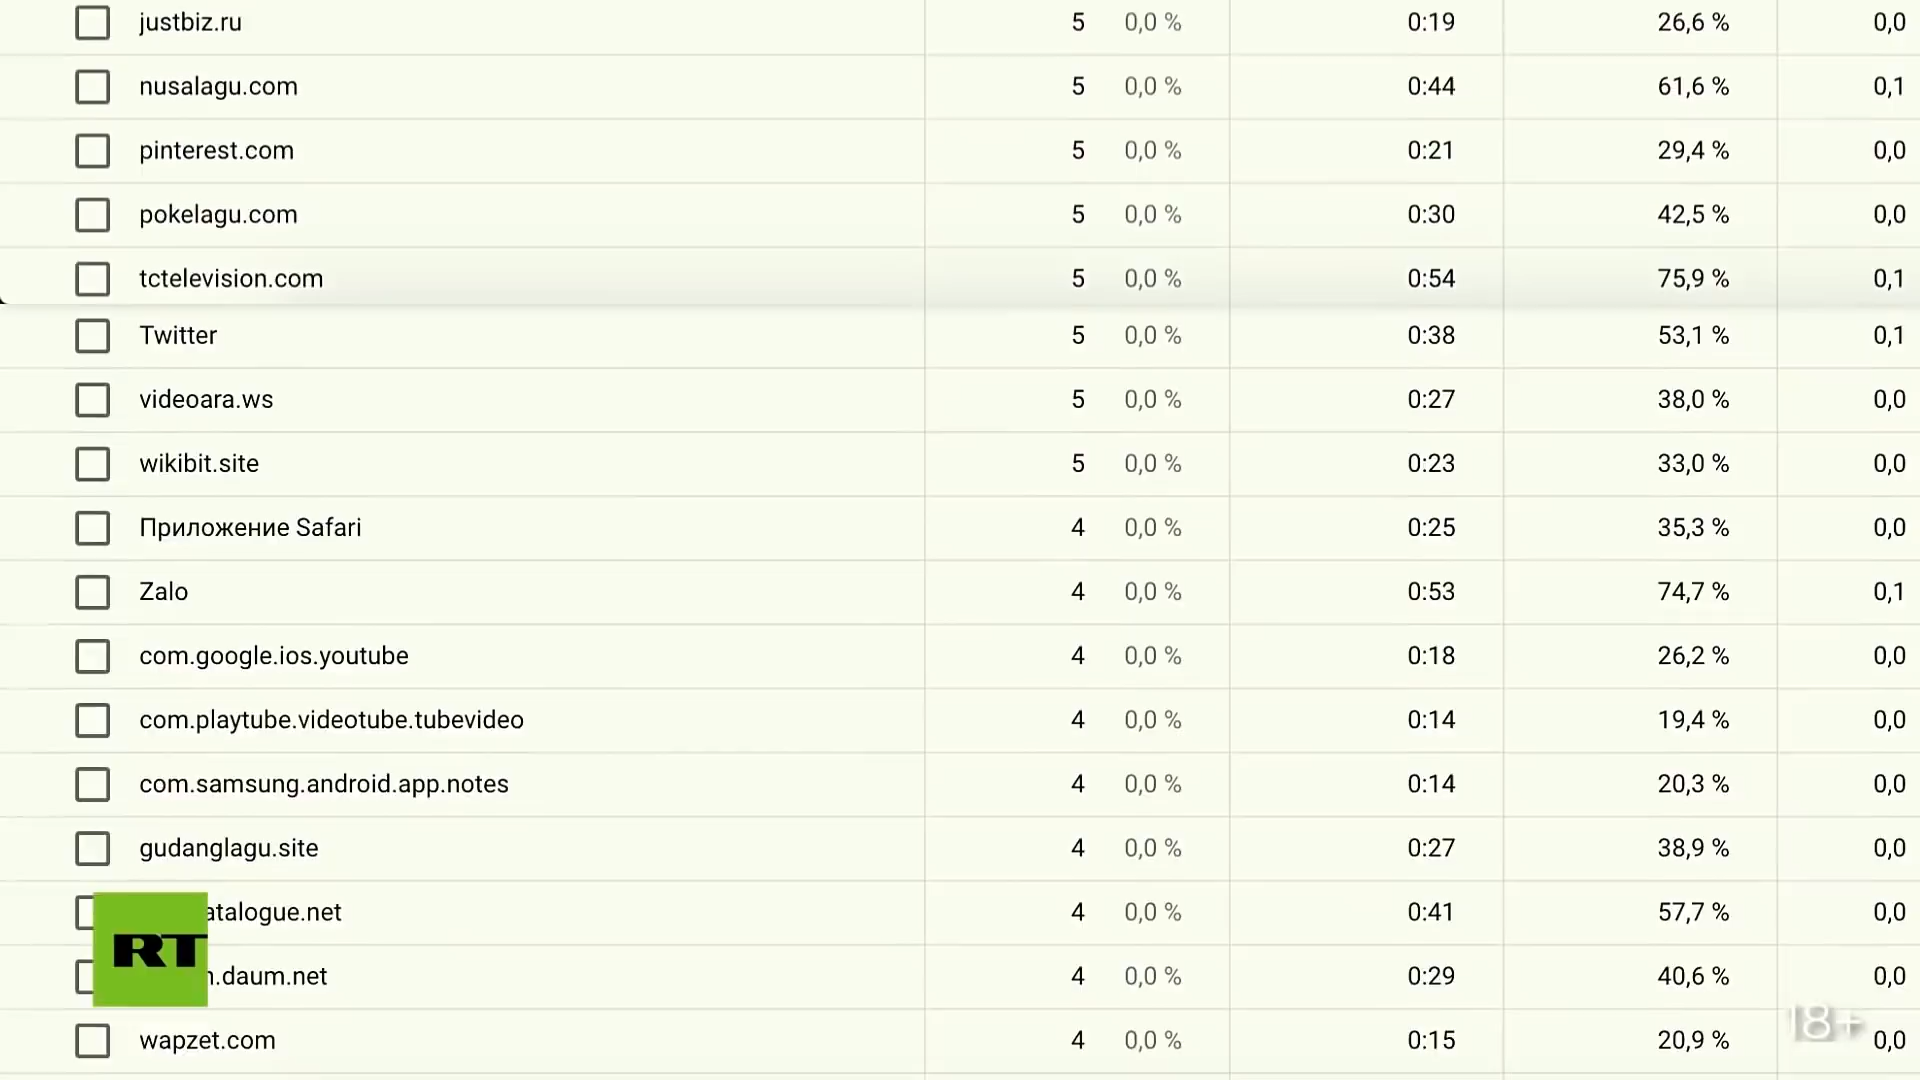 justbiz.ru 5 0,0 % 0:19 26,6 % 0,0
nusalagu.com 5 0,0 % 0:44 61,6 % 0,1
pinterest.com 5 0,0 % 0:21 29,4 % 0,0
pokelagu.com 5 0,0 % 0:30 42,5 % 0,0
tctelevision.com 5 0,0 % 0:54 75,9 % 0,1
Twitter 5 0,0 % 0:38 53,1 % 0,1
videoara.ws 5 0,0 % 0:27 38,0 % 0,0
wikibit.site 5 0,0 % 0:23 33,0 % 0,0
Приложение Safari 4 0,0 % 0:25 35,3 % 0,0
Zalo 4 0,0 % 0:53 74,7 % 0,1
com.google.ios.youtube 4 0,0 % 0:18 26,2 % 0,0
com.playtube.videotube.tubevideo 4 0,0 % 0:14 19,4 % 0,0
com.samsung.android.app.notes 4 0,0 % 0:14 20,3 % 0,0
gudanglagu.site 4 0,0 % 0:27 38,9 % 0,0
atalogue.net 4 0,0 % 0:41 57,7 % 0,0
RT
.daum.net 4 0,0 % 0:29 40,6 % 0,0
18+
wapzet.com 4 0,0 % 0:15 20,9 % 0,0